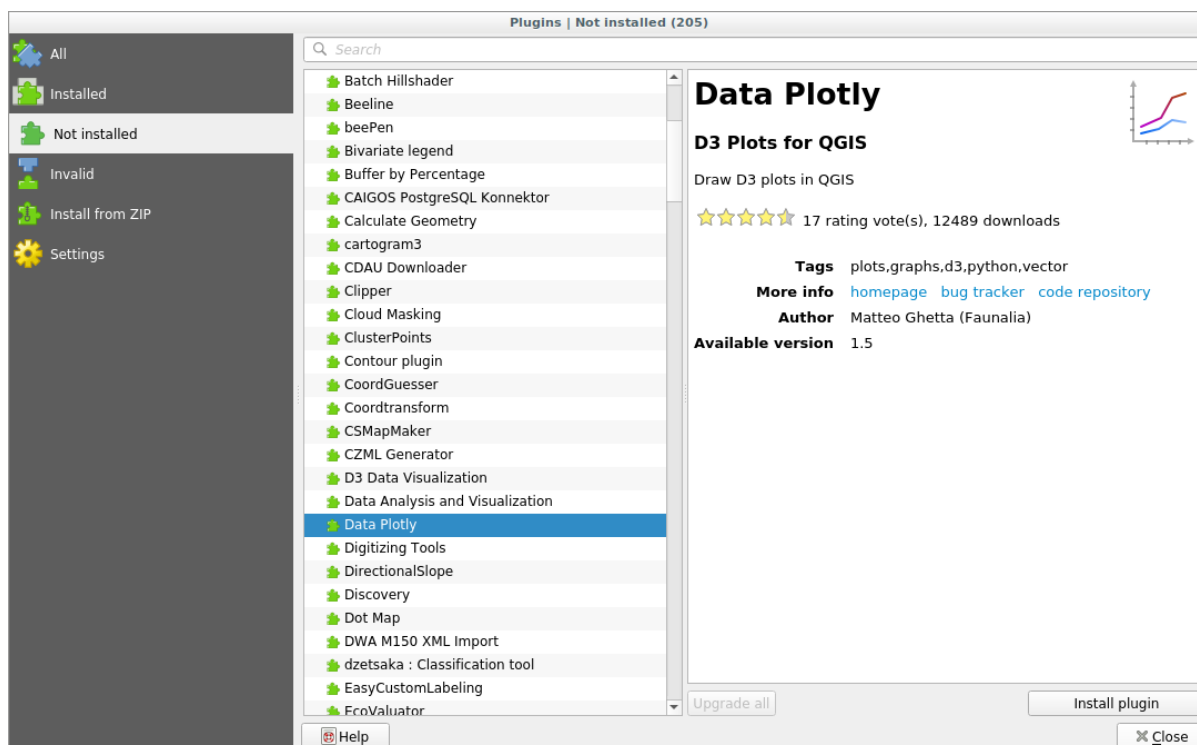 Plugins | Not installed (205)
All
Installed
Not installed
Invalid
Install from ZIP
Settings
Search
Batch Hillshader
Beeline
beePen
Bivariate legend
Buffer by Percentage
CAIGOS PostgreSQL Konnektor
Calculate Geometry
cartogram3
CDAU Downloader
Clipper
Cloud Masking
ClusterPoints
Contour plugin
CoordGuesser
Coordtransform
CSMapMaker
CZML Generator
D3 Data Visualization
Data Analysis and Visualization
Data Plotly
Digitizing Tools
DirectionalSlope
Discovery
Dot Map
DWA M150 XML Import
dzetsaka : Classification tool
EasyCustomLabeling
EcoValuator
Data Plotly
D3 Plots for QGIS
Draw D3 plots in QGIS
17 rating vote(s), 12489 downloads
Tags plots,graphs,d3,python,vector
More info homepage bug tracker code repository
Author Matteo Ghetta (Faunalia)
Available version 1.5
Upgrade all
Install plugin
Help
Close